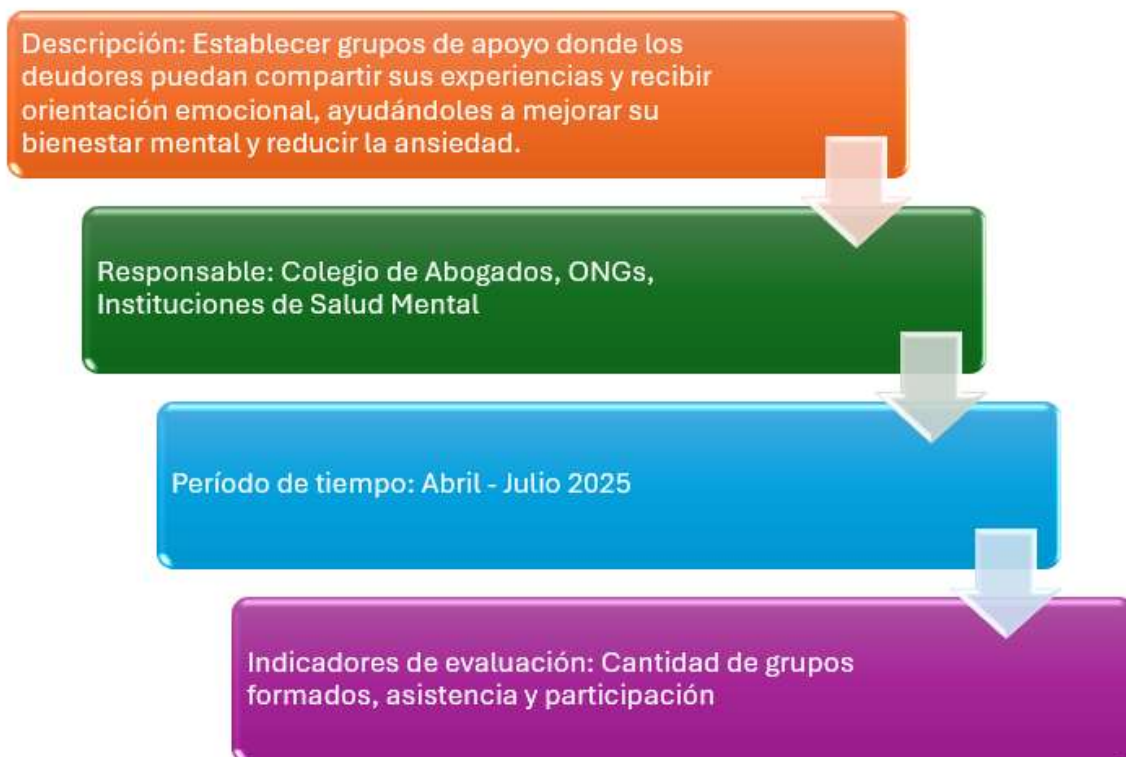 Descripción: Establecer grupos de apoyo donde los
deudores puedan compartir sus experiencias y recibir
orientación emocional, ayudándoles a mejorar su
bienestar mental y reducir la ansiedad.
Responsable: Colegio de Abogados, ONGs,
Instituciones de Salud Mental
Período de tiempo: Abril - Julio 2025
Indicadores de evaluación: Cantidad de grupos
formados, asistencia y participación